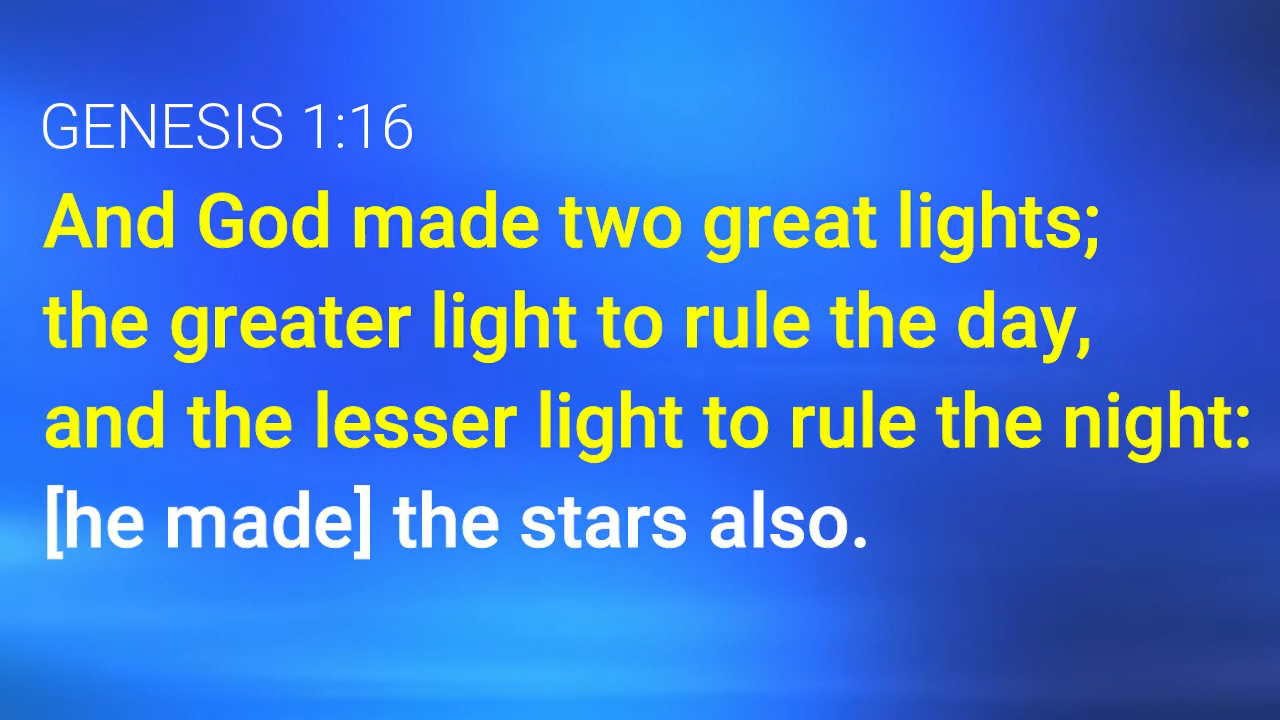 GENESIS 1:16
And God made two great lights;
the greater light to rule the day,
and the lesser light to rule the night:
[he made] the stars also.